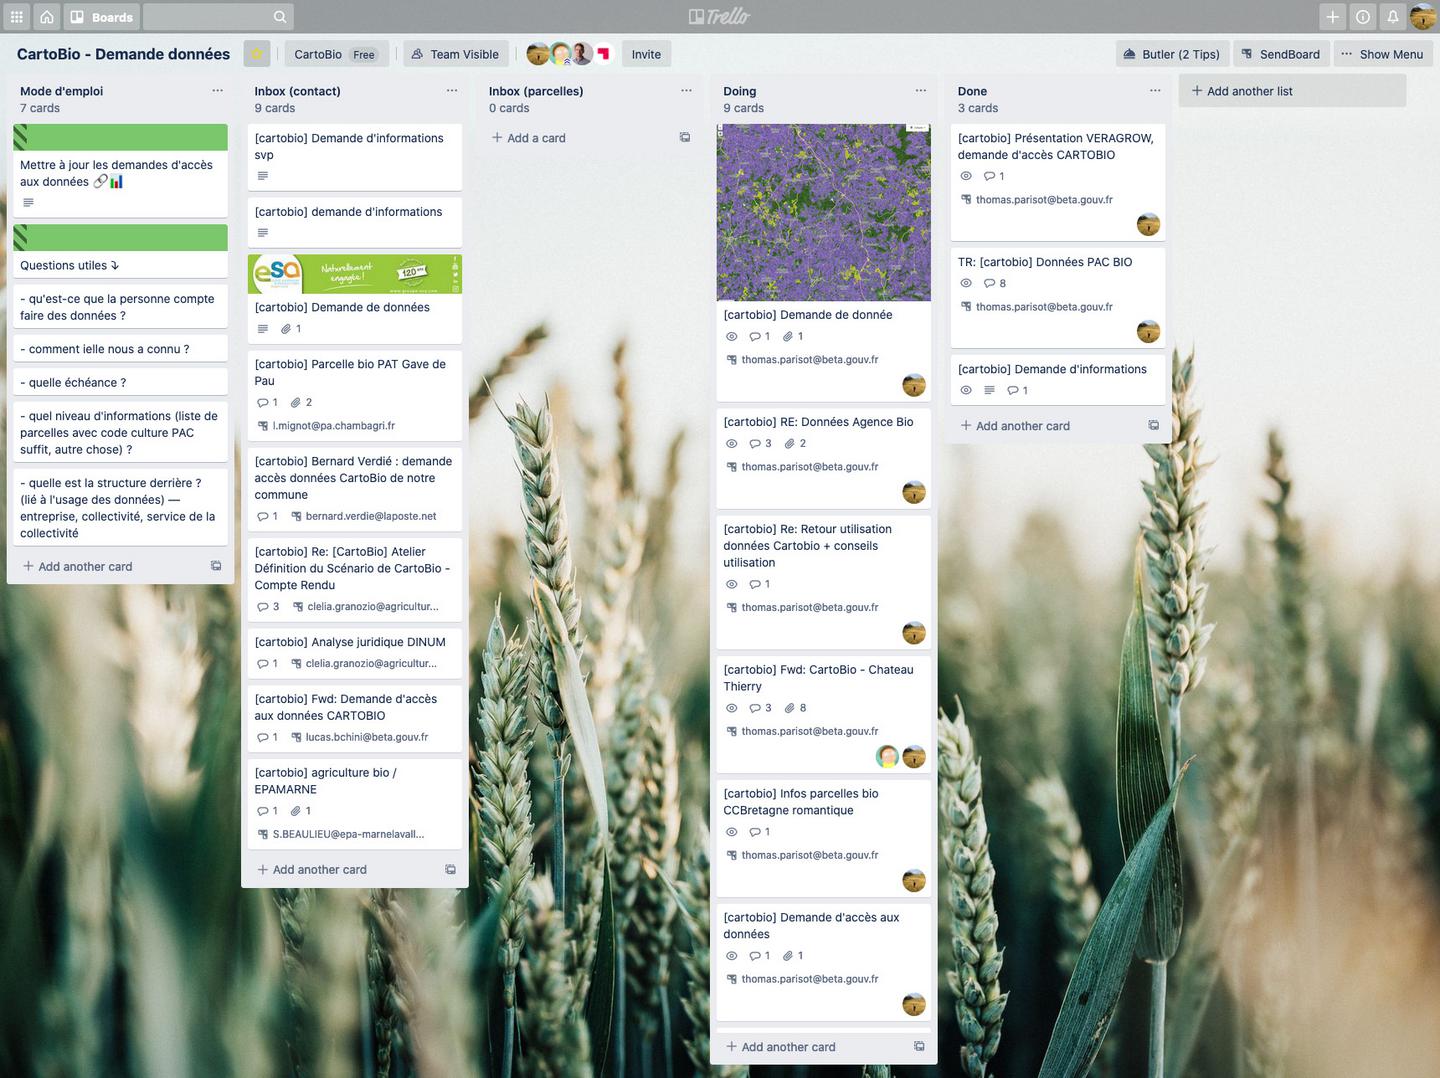 Boards
Trello
CartoBio - Demande données
CartoBio Free
Team Visible
Invite
Butler (2 Tips)
SendBoard
Show Menu
Mode d'emploi
7 cards
Mettre à jour les demandes d'accès
aux données
Questions utiles
- qu'est-ce que la personne compte
faire des données ?
- comment ielle nous a connu ?
- quelle échéance ?
- quel niveau d'informations (liste de
parcelles avec code culture PAC
suffit, autre chose) ?
- quelle est la structure derrière ?
(lié à l'usage des données) —
entreprise, collectivité, service de la
collectivité
+ Add another card
Inbox (contact)
9 cards
[cartobio] Demande d'informations
svp
[cartobio] demande d'informations
esa
Naturellement
engagée !
120 ans
[cartobio] Demande de données
1
[cartobio] Parcelle bio PAT Gave de
Pau
1 2
l.mignot@pa.chambagri.fr
[cartobio] Bernard Verdié : demande
accès données CartoBio de notre
commune
1 bernard.verdie@laposte.net
[cartobio] Re: [CartoBio] Atelier
Définition du Scénario de CartoBio -
Compte Rendu
3 clelia.granozio@agricultur...
[cartobio] Analyse juridique DINUM
1 clelia.granozio@agricultur...
[cartobio] Fwd: Demande d'accès
aux données CARTOBIO
1 lucas.bchini@beta.gouv.fr
[cartobio] agriculture bio /
EPAMARNE
1 1
S.BEAULIEU@epa-marnelavall...
+ Add another card
Inbox (parcelles)
0 cards
+ Add a card
Doing
9 cards
[cartobio] Demande de donnée
1 1
thomas.parisot@beta.gouv.fr
[cartobio] RE: Données Agence Bio
3 2
thomas.parisot@beta.gouv.fr
[cartobio] Re: Retour utilisation
données Cartobio + conseils
utilisation
1
thomas.parisot@beta.gouv.fr
[cartobio] Fwd: CartoBio - Chateau
Thierry
3 8
thomas.parisot@beta.gouv.fr
[cartobio] Infos parcelles bio
CCBretagne romantique
1
thomas.parisot@beta.gouv.fr
[cartobio] Demande d'accès aux
données
1 1
thomas.parisot@beta.gouv.fr
+ Add another card
Done
3 cards
[cartobio] Présentation VERAGROW,
demande d'accès CARTOBIO
1
thomas.parisot@beta.gouv.fr
TR: [cartobio] Données PAC BIO
8
thomas.parisot@beta.gouv.fr
[cartobio] Demande d'informations
1
+ Add another card
+ Add another list